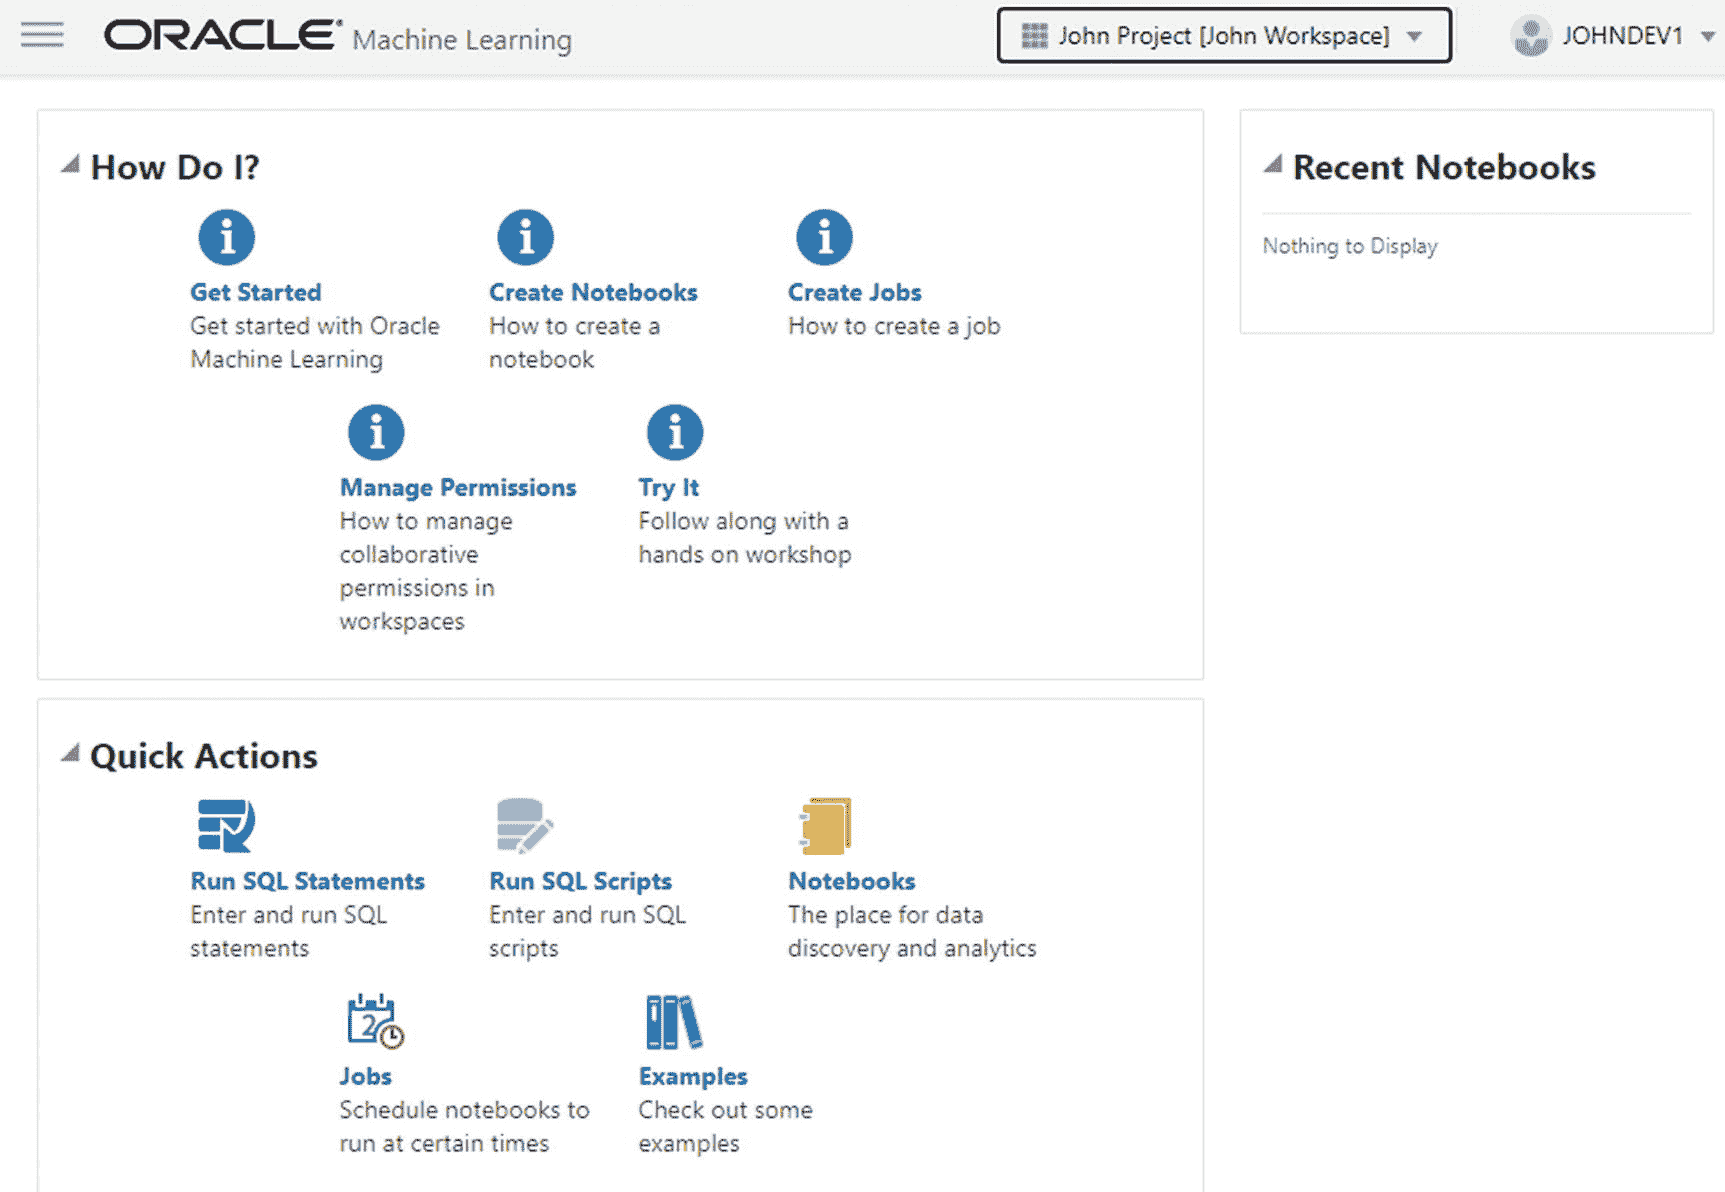 ORACLE® Machine Learning
John Project [John Workspace]
JOHNDEV1
How Do I?
Get Started
Get started with Oracle
Machine Learning
Create Notebooks
How to create a
notebook
Create Jobs
How to create a job
Manage Permissions
How to manage
collaborative
permissions in
workspaces
Try It
Follow along with a
hands on workshop
Recent Notebooks
Nothing to Display
Quick Actions
Run SQL Statements
Enter and run SQL
statements
Run SQL Scripts
Enter and run SQL
scripts
Notebooks
The place for data
discovery and analytics
2
Jobs
Schedule notebooks to
run at certain times
Examples
Check out some
examples